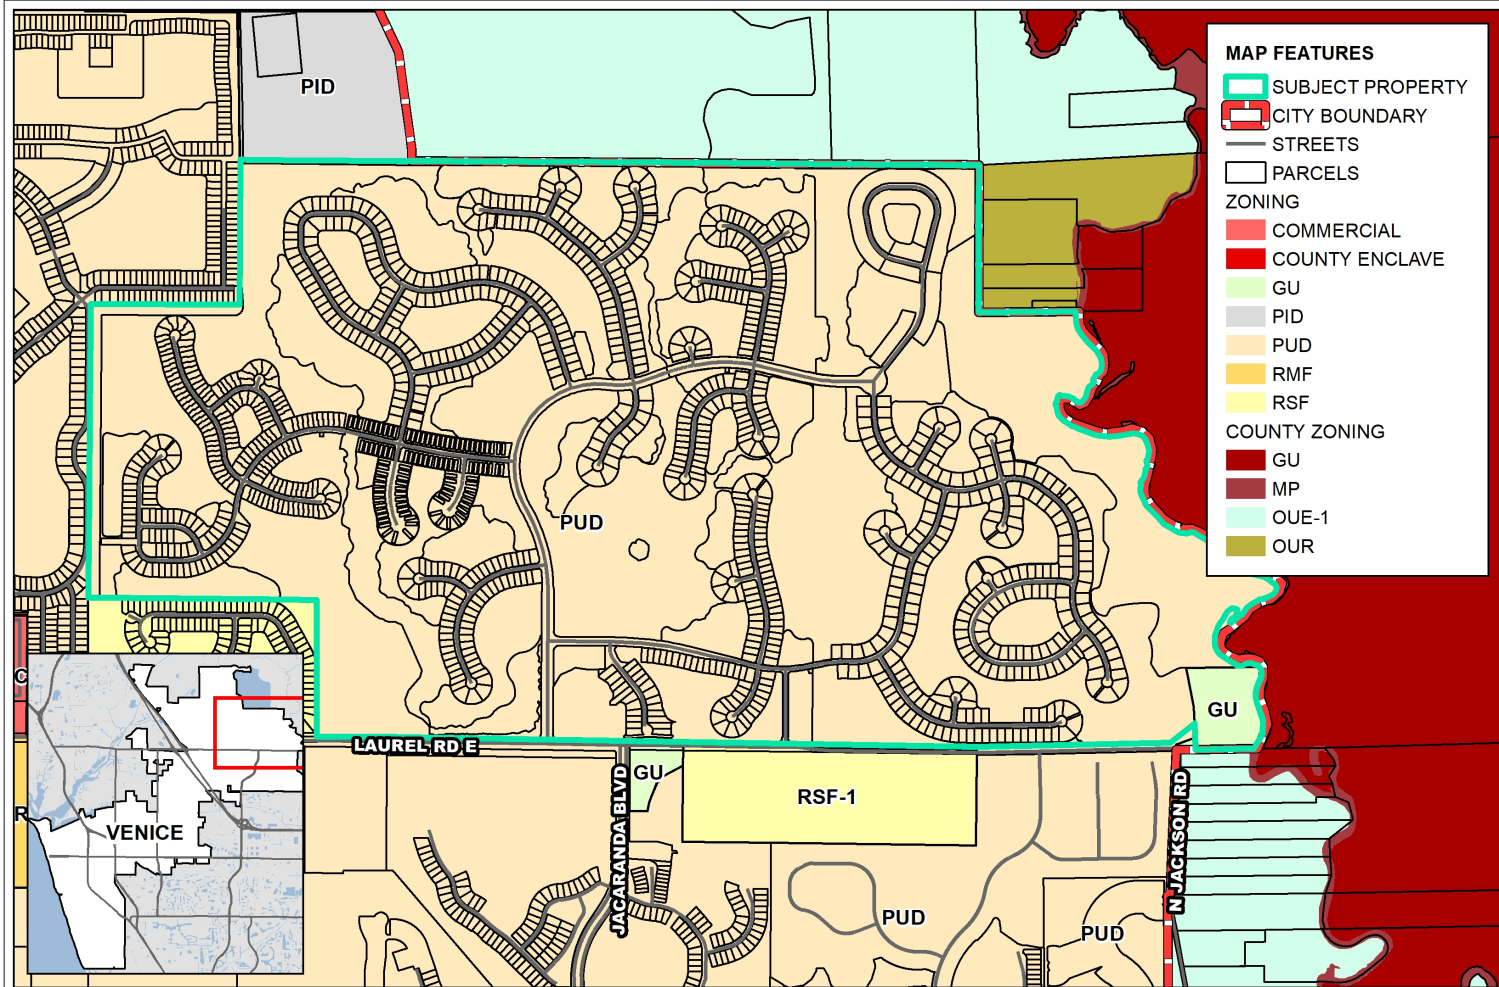 PID
MAP FEATURES
SUBJECT PROPERTY
CITY BOUNDARY
STREETS
PARCELS
ZONING
COMMERCIAL
COUNTY ENCLAVE
GU
PID
PUD
RMF
RSF
COUNTY ZONING
GU
MP
OUE-1
OUR
PUD
C
GU
LAUREL RD E
GU
JACARANDA BLVD
RSF-1
N JACKSON RD
R
VENICE
PUD
PUD